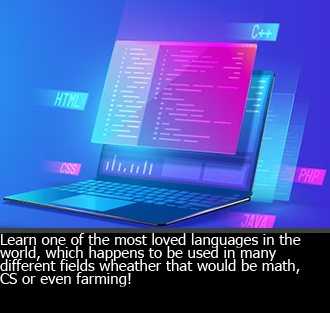 C++
HTML
CSS
PHP
JAVA
Learn one of the most loved languages in the
world, which happens to be used in many
different fields wheather that would be math,
CS or even farming!